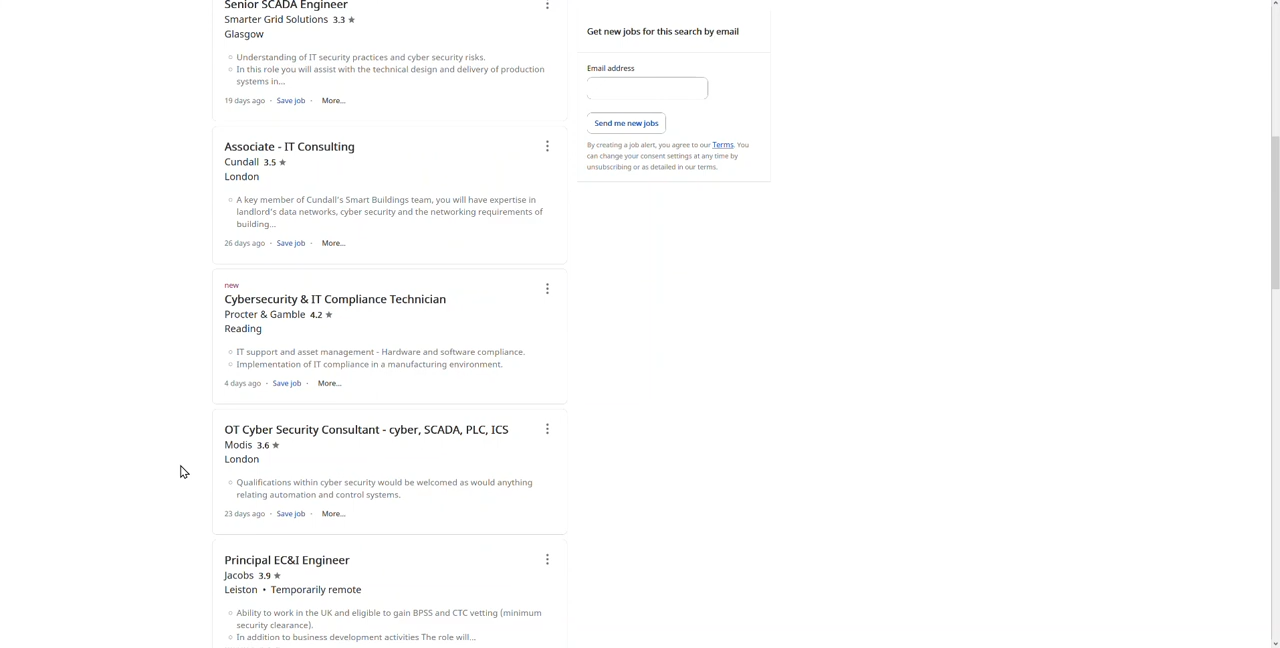 Senior SCADA Engineer
Smarter Grid Solutions 3.3 ★
Glasgow
Understanding of IT security practices and cyber security risks.
In this role you will assist with the technical design and delivery of production
systems in...
19 days ago · Save job · More...
Associate - IT Consulting
Cundall 3.5 ★
London
A key member of Cundall's Smart Buildings team, you will have expertise in
landlord's data networks, cyber security and the networking requirements of
building...
26 days ago · Save job · More...
new
Cybersecurity & IT Compliance Technician
Procter & Gamble 4.2 ★
Reading
IT support and asset management - Hardware and software compliance.
Implementation of IT compliance in a manufacturing environment.
4 days ago · Save job · More...
OT Cyber Security Consultant - cyber, SCADA, PLC, ICS
Modis 3.6 ★
London
Qualifications within cyber security would be welcomed as would anything
relating automation and control systems.
23 days ago · Save job · More...
Principal EC&I Engineer
Jacobs 3.9 ★
Leiston • Temporarily remote
Ability to work in the UK and eligible to gain BPSS and CTC vetting (minimum
security clearance).
In addition to business development activities The role will...
Get new jobs for this search by email
Email address
Send me new jobs
By creating a job alert, you agree to our Terms. You
can change your consent settings at any time by
unsubscribing or as detailed in our terms.